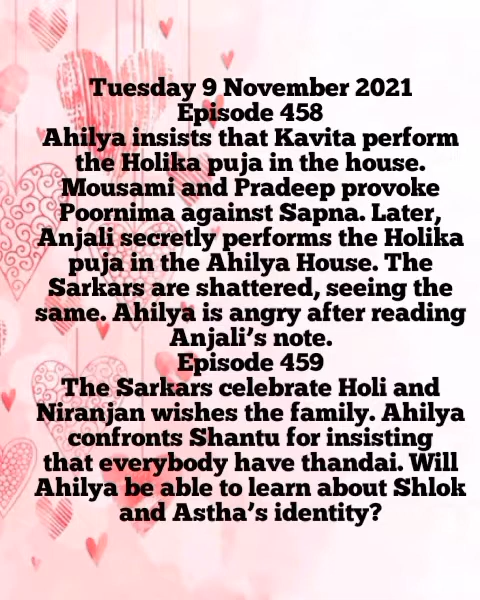 Tuesday 9 November 2021
Episode 458
Ahilya insists that Kavita perform
the Holika puja in the house.
Mousami and Pradeep provoke
Poornima against Sapna. Later,
Anjali secretly performs the Holika
puja in the Ahilya House. The
Sarkars are shattered, seeing the
same. Ahilya is angry after reading
Anjali's note.
Episode 459
The Sarkars celebrate Holi and
Niranjan wishes the family. Ahilya
confronts Shantu for insisting
that everybody have thandai. Will
Ahilya be able to learn about Shlok
and Astha's identity?